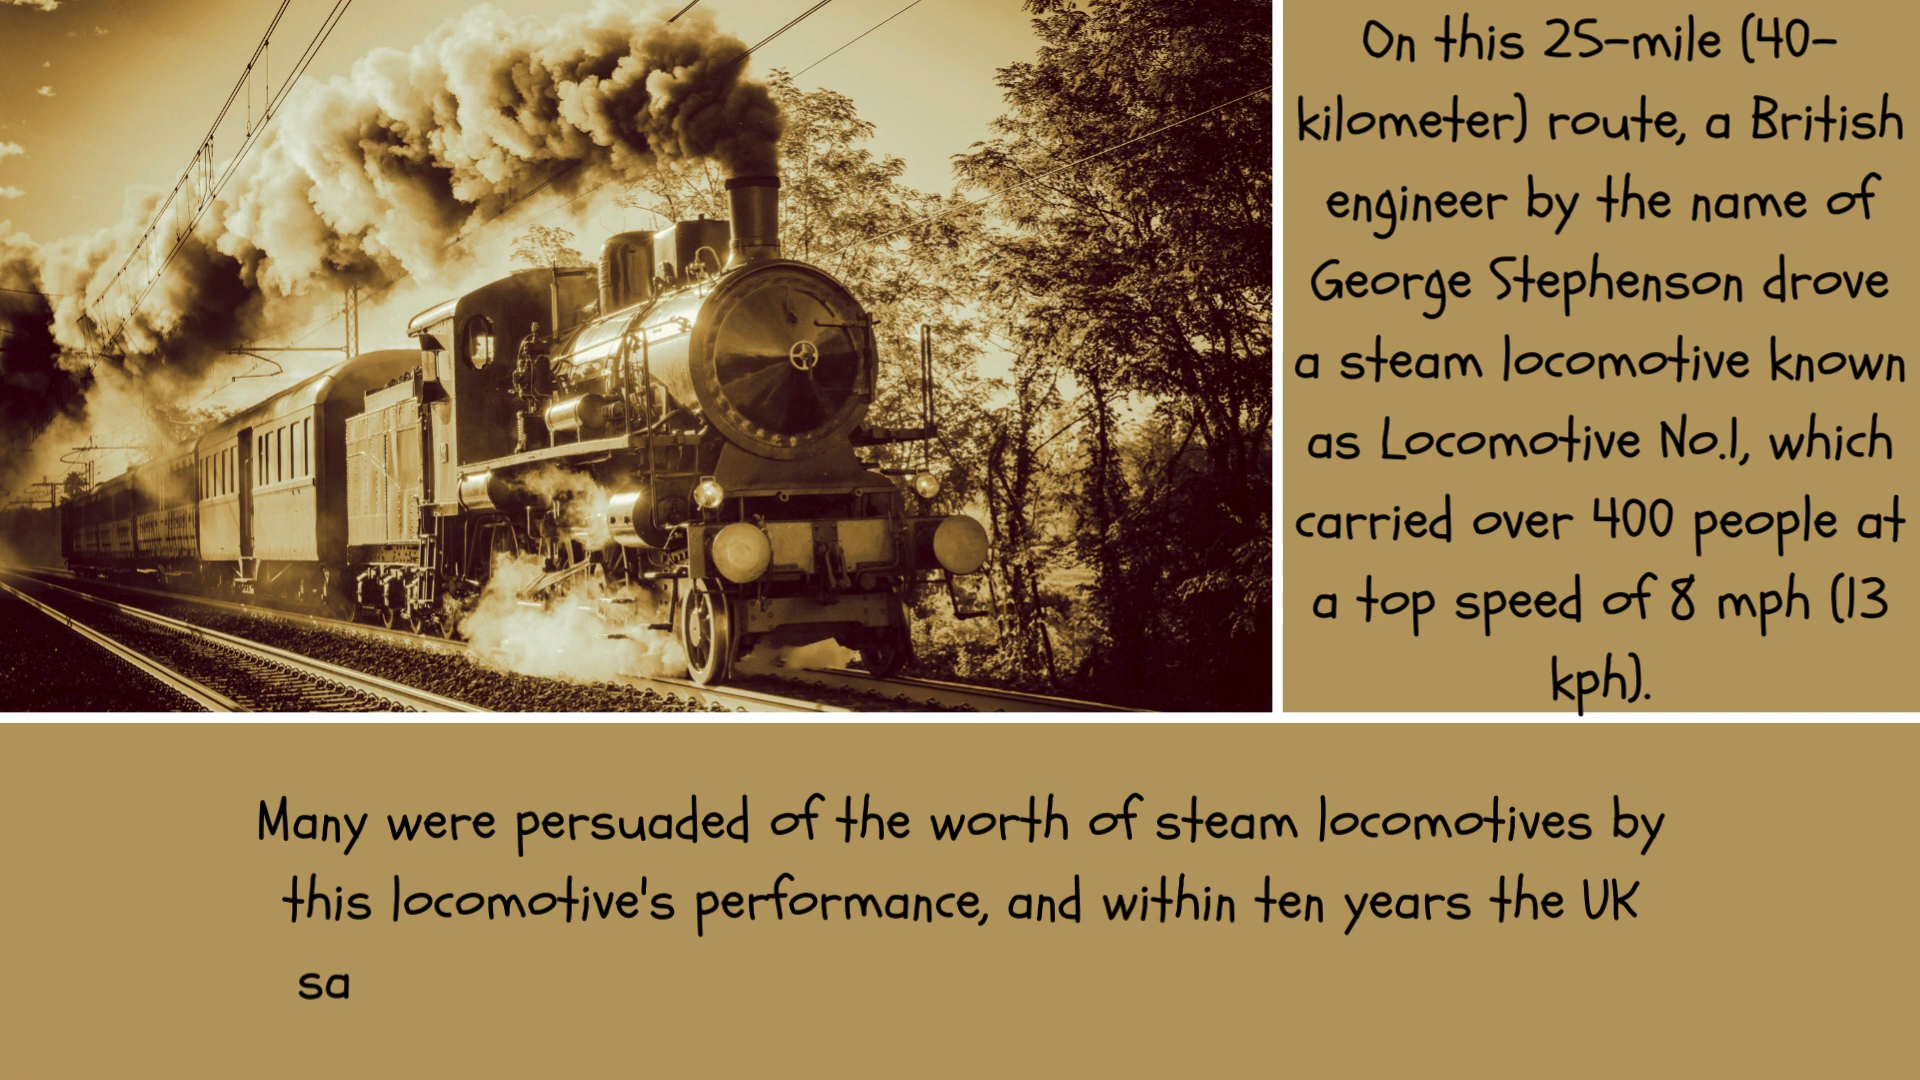 On this 25-mile (40-
kilometer) route, a British
engineer by the name of
George Stephenson drove
a steam locomotive known
as Locomotive No.1, which
carried over 400 people at
a top speed of 8 mph (13
kph).
Many were persuaded of the worth of steam locomotives by
this locomotive's performance, and within ten years the UK
sa